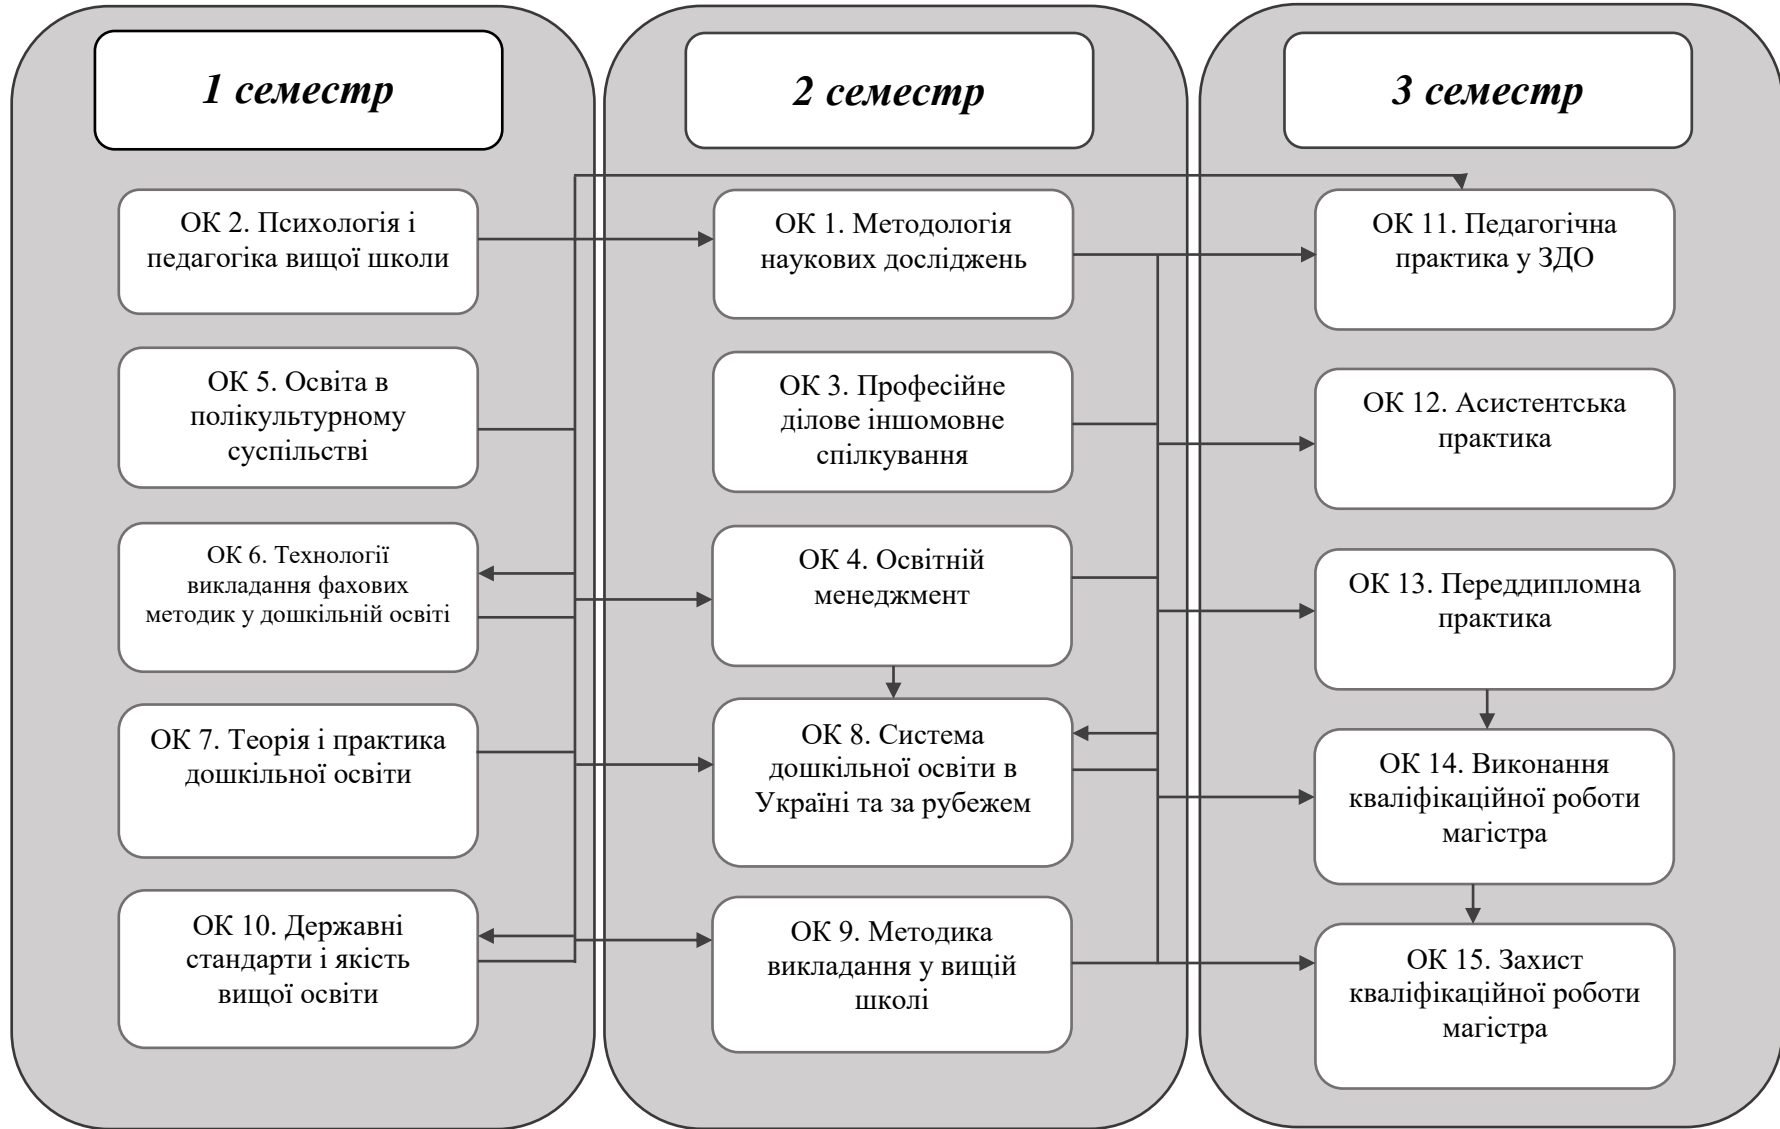 1 семестр
ОК 2. Психологія і
педагогіка вищої школи
ОК 5. Освіта в
полікультурному
суспільстві
ОК 6. Технології
викладання фахових
методик у дошкільній освіті
ОК 7. Теорія і практика
дошкільної освіти
ОК 10. Державні
стандарти і якість
вищої освіти
2 семестр
ОК 1. Методологія
наукових досліджень
ОК 3. Професійне
ділове іншомовне
спілкування
ОК 4. Освітній
менеджмент
ОК 8. Система
дошкільної освіти в
Україні та за рубежем
ОК 9. Методика
викладання у вищій
школі
3 семестр
ОК 11. Педагогічна
практика у ЗДО
ОК 12. Асистентська
практика
ОК 13. Переддипломна
практика
ОК 14. Виконання
кваліфікаційної роботи
магістра
ОК 15. Захист
кваліфікаційної роботи
магістра